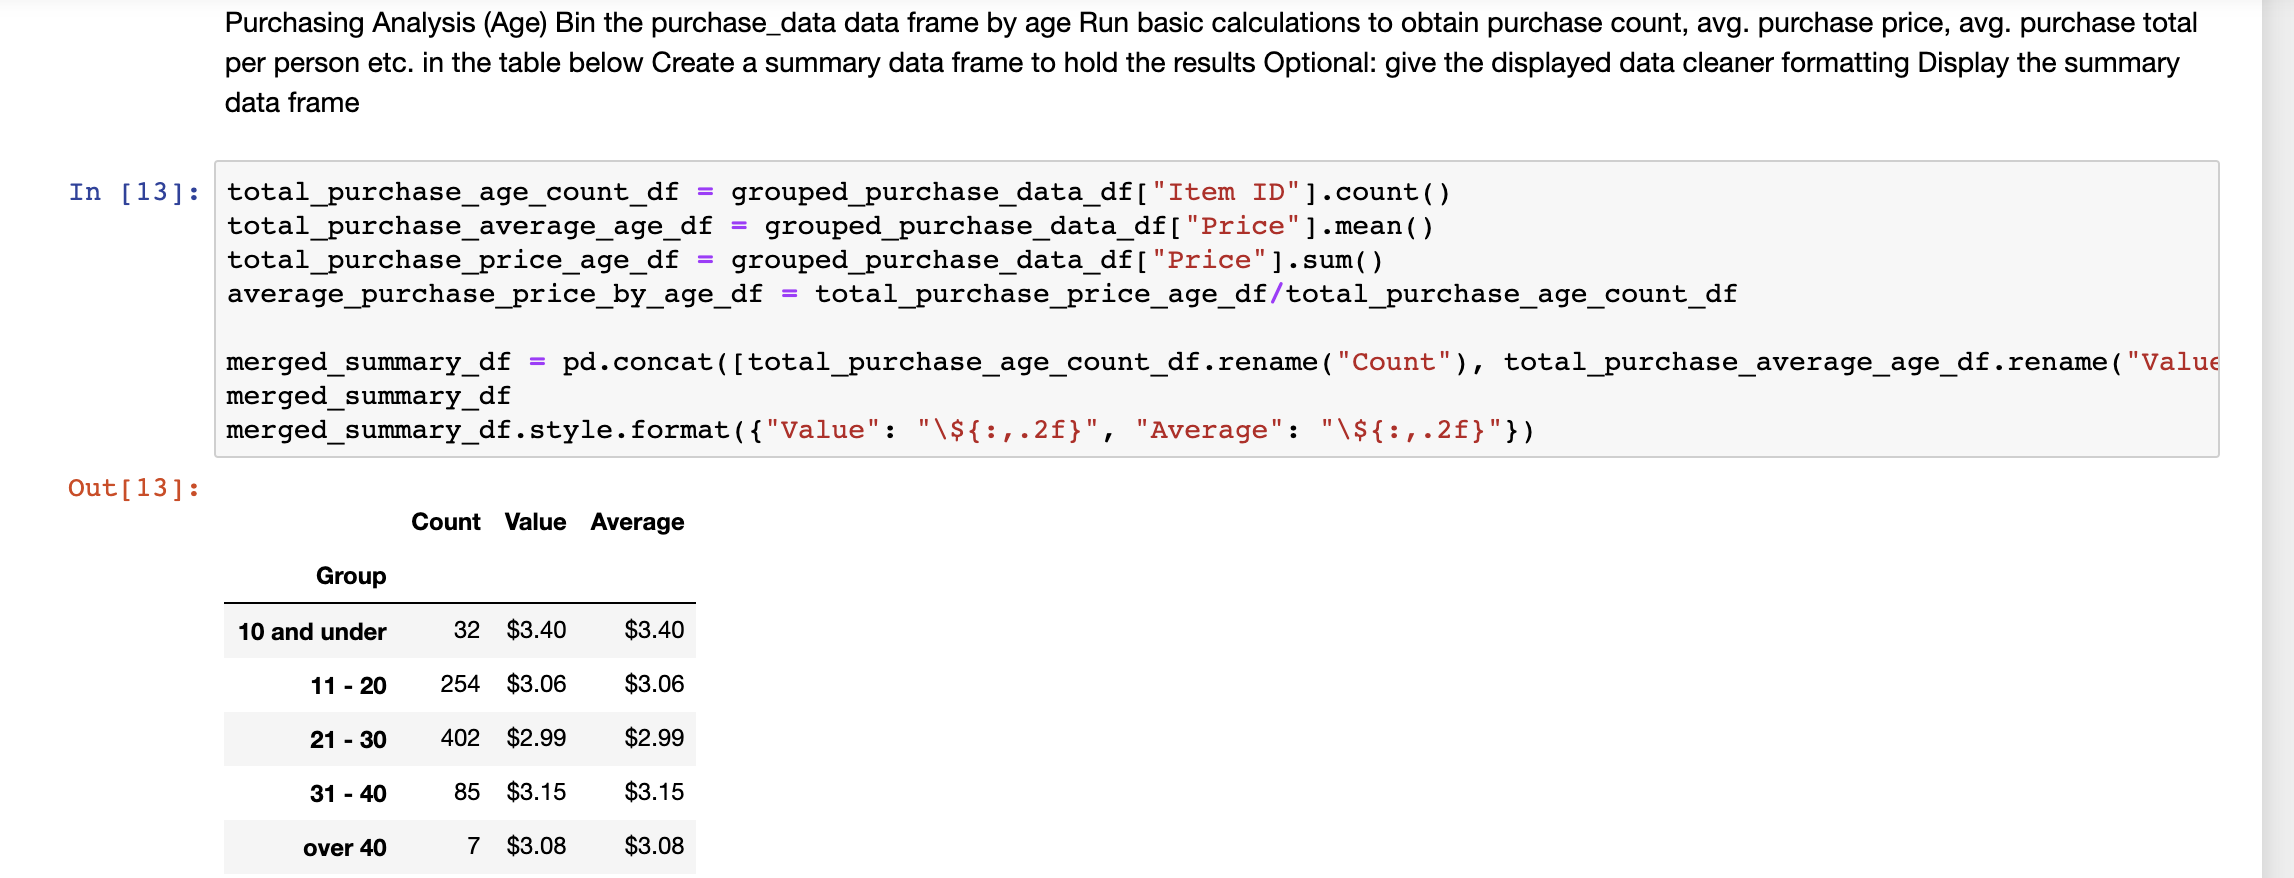 Purchasing Analysis (Age) Bin the purchase_data data frame by age Run basic calculations to obtain purchase count, avg. purchase price, avg. purchase total
per person etc. in the table below Create a summary data frame to hold the results Optional: give the displayed data cleaner formatting Display the summary
data frame
In [13]: total_purchase_age_count_df = grouped_purchase_data_df["Item ID"].count()
total_purchase_average_age_df = grouped_purchase_data_df["Price"].mean()
total_purchase_price_age_df = grouped_purchase_data_df["Price"].sum()
average_purchase_price_by_age_df = total_purchase_price_age_df/total_purchase_age_count_df
merged_summary_df = pd.concat([total_purchase_age_count_df.rename("Count"), total_purchase_average_age_df.rename("Value
merged_summary_df
merged_summary_df.style.format({"Value": "\${:,.2f}", "Average": "\${:,.2f}"})
Out[13]:
Count Value Average
Group
10 and under 32 $3.40 $3.40
11 - 20 254 $3.06 $3.06
21 - 30 402 $2.99 $2.99
31 - 40 85 $3.15 $3.15
over 40 7 $3.08 $3.08